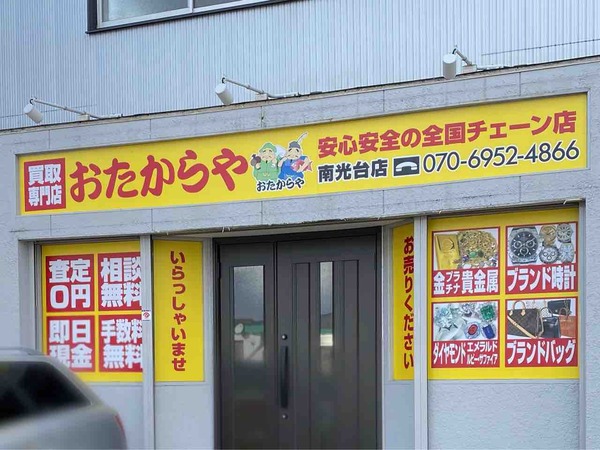 買取
専門店
おたからや
おたからや
安心安全の全国チェーン店
南光台店 070-6952-4866
査定
0円
相談
無料
即日
現金
手数料
無料
いらっしゃいませ
お売りください
金プラチナ貴金属
ブランド時計
ダイヤモンド エメラルド
ルビーサファイア
ブランドバッグ